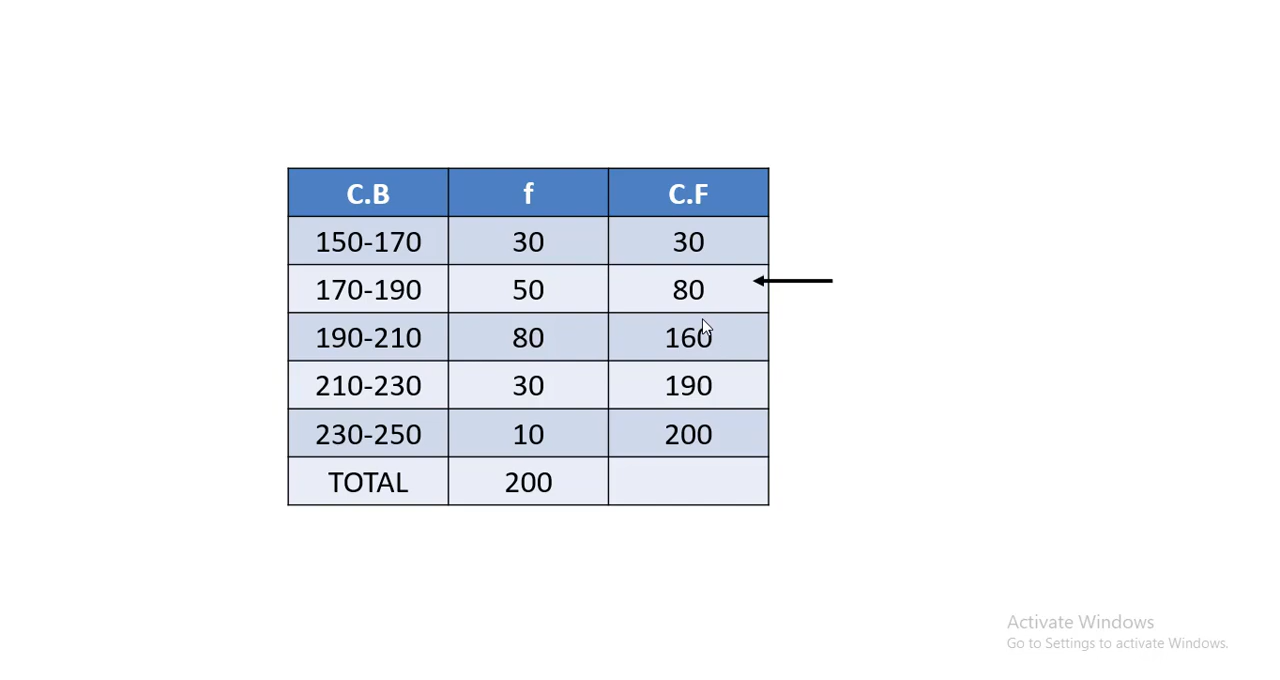 C.B f C.F
150-170 30 30
170-190 50 80
190-210 80 160
210-230 30 190
230-250 10 200
TOTAL 200
Activate Windows
Go to Settings to activate Windows.